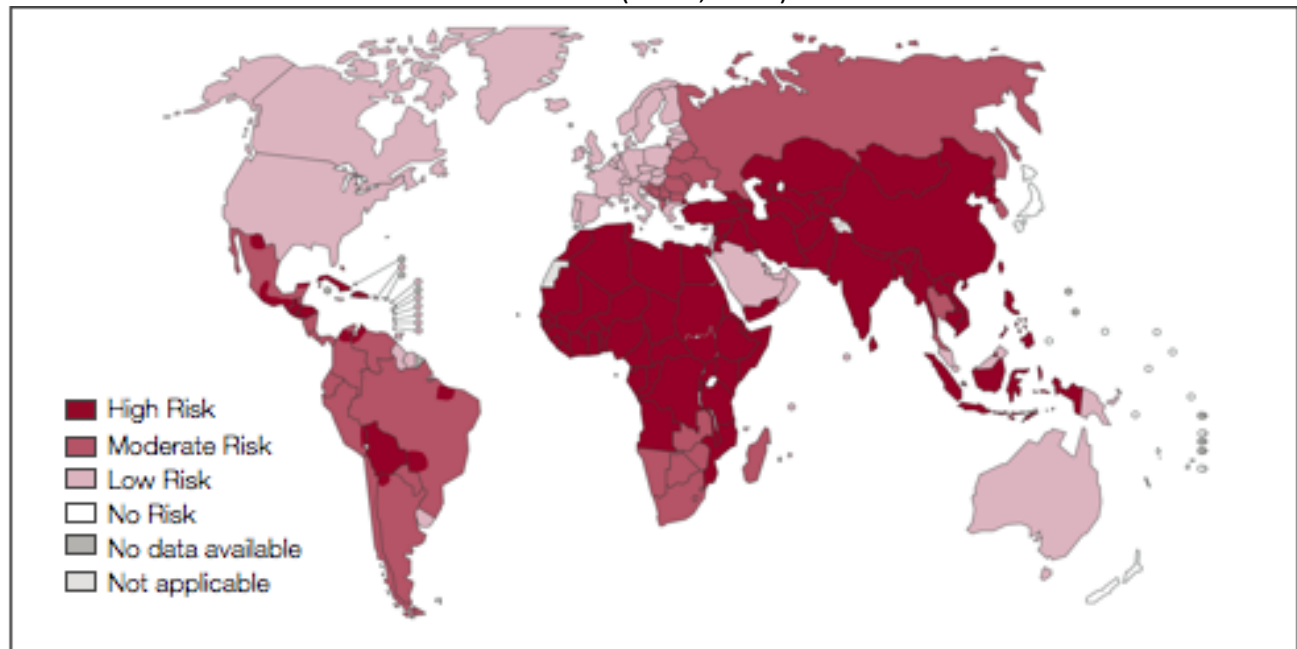 High Risk
Moderate Risk
Low Risk
No Risk
No data available
Not applicable